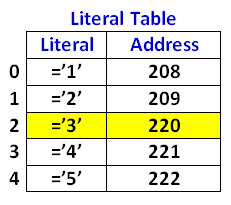 Literal Table
Literal Address
0 =’1’ 208
1 =’2’ 209
2 =’3’ 220
3 =’4’ 221
4 =’5’ 222